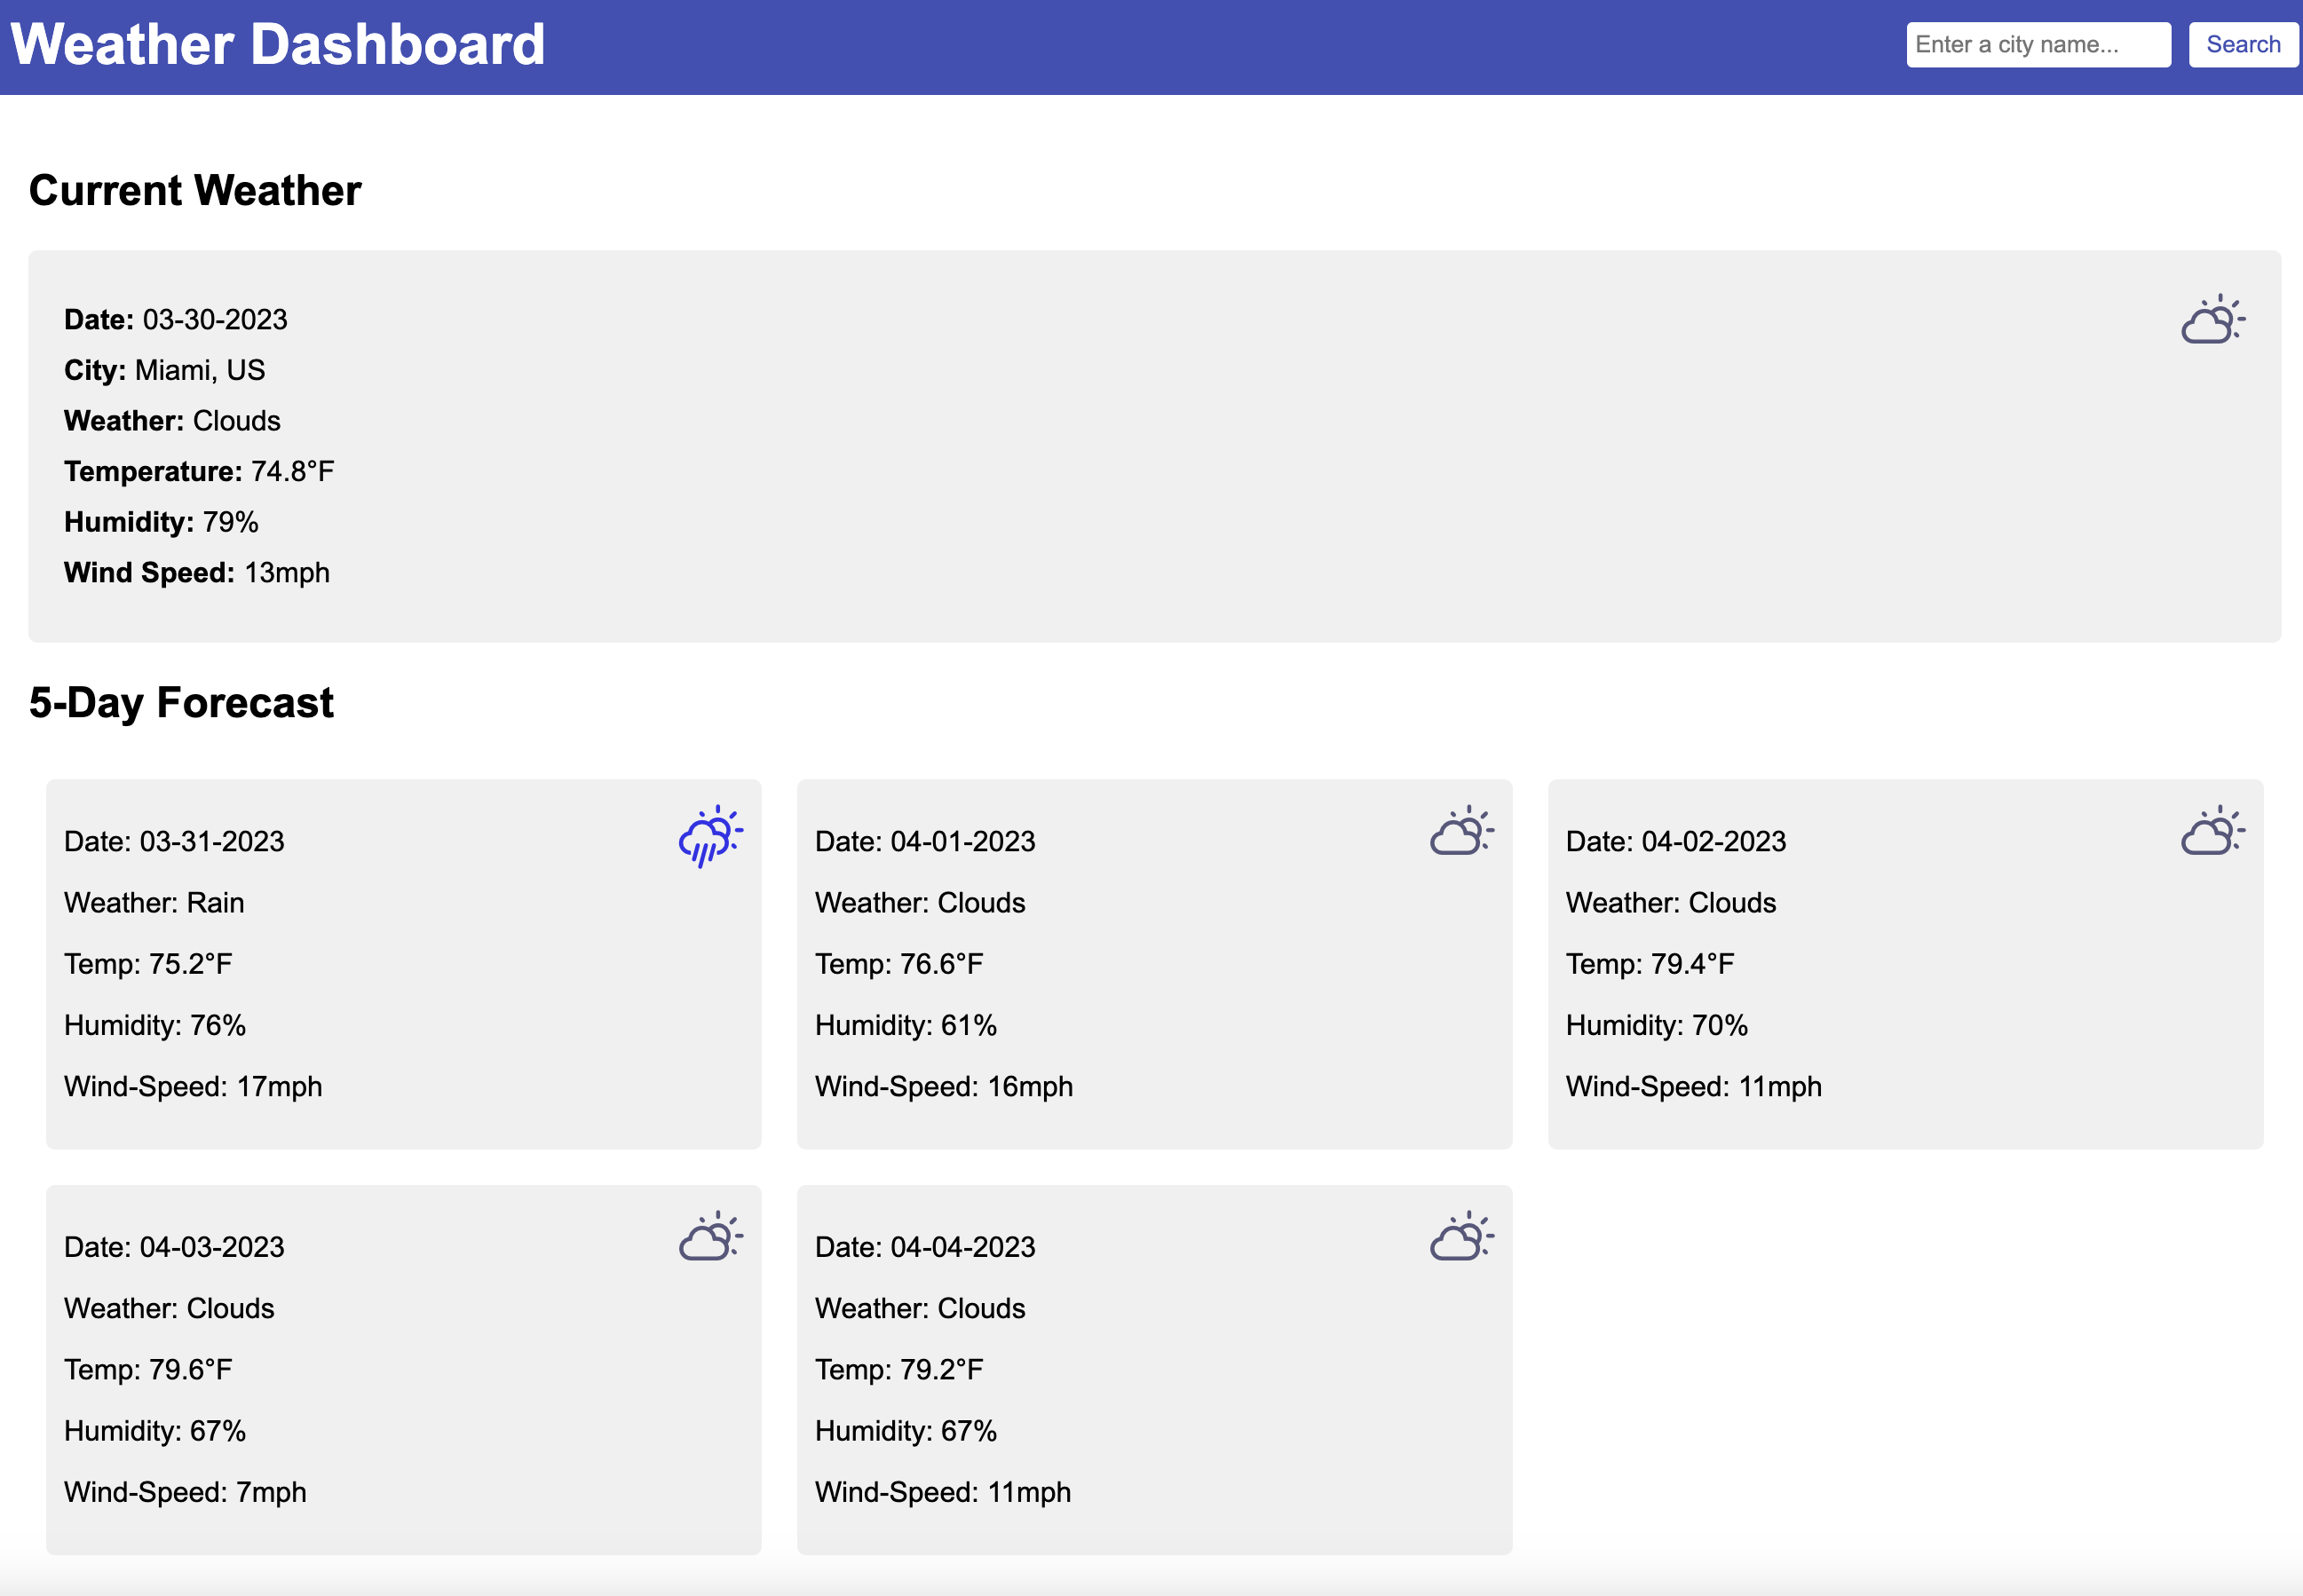 Weather Dashboard
Enter a city name...
Search
Current Weather
Date: 03-30-2023
City: Miami, US
Weather: Clouds
Temperature: 74.8°F
Humidity: 79%
Wind Speed: 13mph
5-Day Forecast
Date: 03-31-2023
Weather: Rain
Temp: 75.2°F
Humidity: 76%
Wind-Speed: 17mph
Date: 04-01-2023
Weather: Clouds
Temp: 76.6°F
Humidity: 61%
Wind-Speed: 16mph
Date: 04-02-2023
Weather: Clouds
Temp: 79.4°F
Humidity: 70%
Wind-Speed: 11mph
Date: 04-03-2023
Weather: Clouds
Temp: 79.6°F
Humidity: 67%
Wind-Speed: 7mph
Date: 04-04-2023
Weather: Clouds
Temp: 79.2°F
Humidity: 67%
Wind-Speed: 11mph